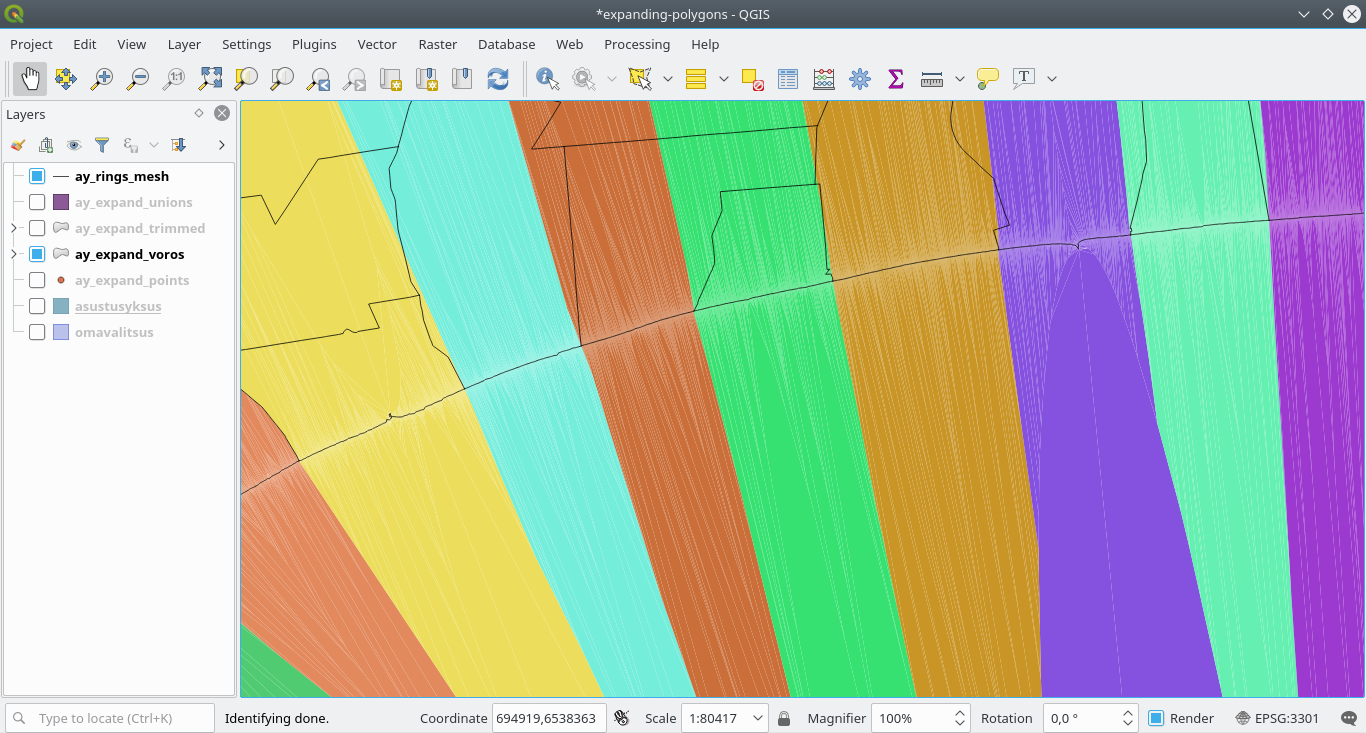 *expanding-polygons - QGIS
Project Edit View Layer Settings Plugins Vector Raster Database Web Processing Help
1:1
T
Layers
ay_rings_mesh
ay_expand_unions
ay_expand_trimmed
ay_expand_voros
ay_expand_points
asustusyksus
omavalitsus
Type to locate (Ctrl+K) Identifying done. Coordinate 694919,6538363 Scale 1:80417 Magnifier 100% Rotation 0,0 ° Render EPSG:3301